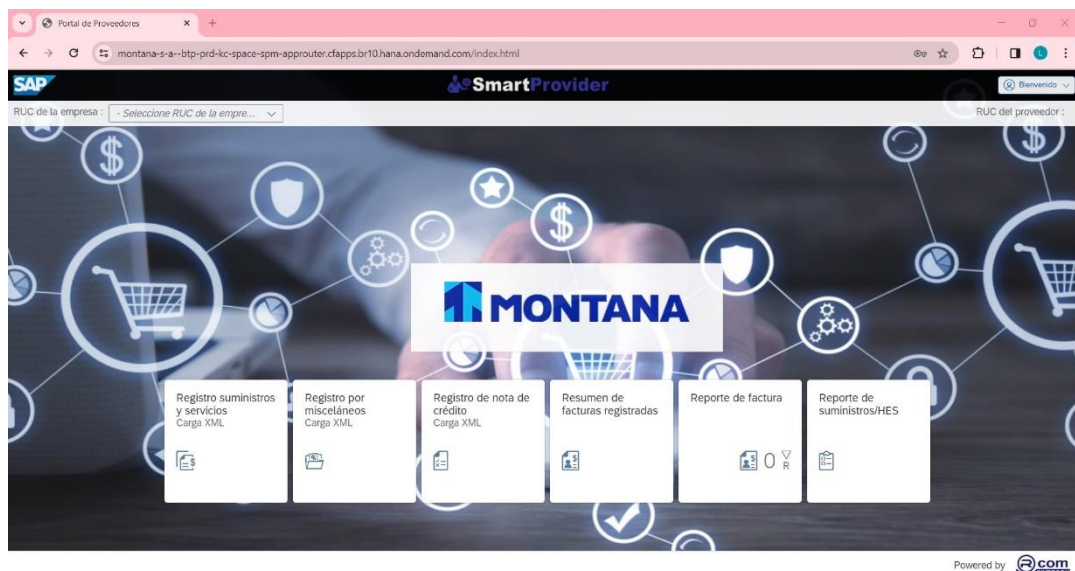 Portal de Proveedores
montana-s-a--btp-prd-kc-space-spm-approuter.cfapps.br10.hana.ondemand.com/index.html
L
SAP
SmartProvider
Bienvenido
RUC de la empresa :
- Seleccione RUC de la empre...
RUC del proveedor :
MONTANA
Registro suministros
y servicios
Carga XML
Registro por
misceláneos
Carga XML
Registro de nota de
crédito
Carga XML
Resumen de
facturas registradas
Reporte de factura
0
R
Reporte de
suministros/HES
Powered by
Rcom